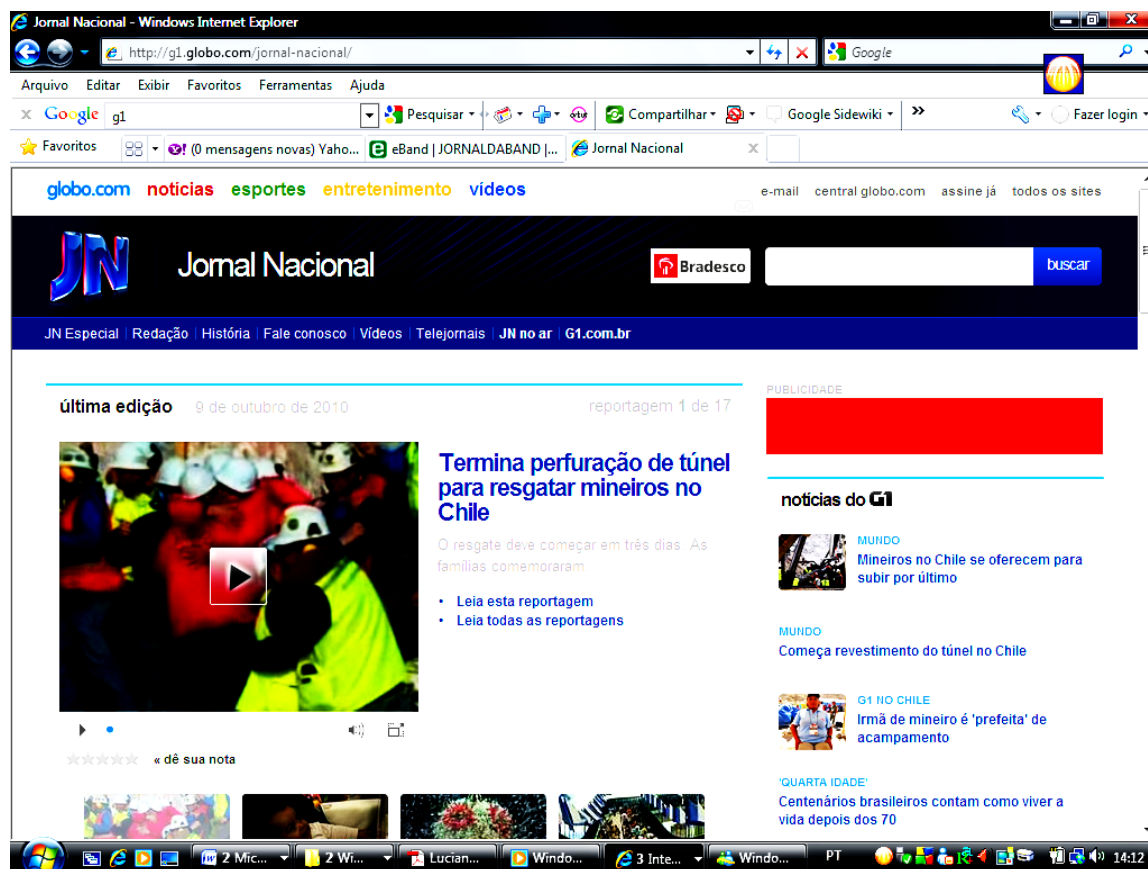 Jornal Nacional - Windows Internet Explorer
http://g1.globo.com/jornal-nacional/
Google
Arquivo Editar Exibir Favoritos Ferramentas Ajuda
Google g1 Pesquisar Compartilhar Google Sidewiki Fazer login
Favoritos (0 mensagens novas) Yaho... eBand | JORNALDABAND |... Jornal Nacional
globo.com notícias esportes entretenimento vídeos e-mail central globo.com assine já todos os sites
JN Jornal Nacional Bradesco buscar
JN Especial | Redação | História | Fale conosco | Vídeos | Telejornais | JN no ar | G1.com.br
última edição 9 de outubro de 2010 reportagem 1 de 17
Termina perfuração de túnel
para resgatar mineiros no
Chile
O resgate deve começar em três dias. As
famílias comemoraram
• Leia esta reportagem
• Leia todas as reportagens
« dê sua nota
PUBLICIDADE
notícias do G1
MUNDO
Mineiros no Chile se oferecem para
subir por último
MUNDO
Começa revestimento do túnel no Chile
G1 NO CHILE
Irmã de mineiro é 'prefeita' de
acampamento
'QUARTA IDADE'
Centenários brasileiros contam como viver a
vida depois dos 70
2 Mic... 2 Wi... Lucian... Windo... 3 Inte... Windo... PT 14:12